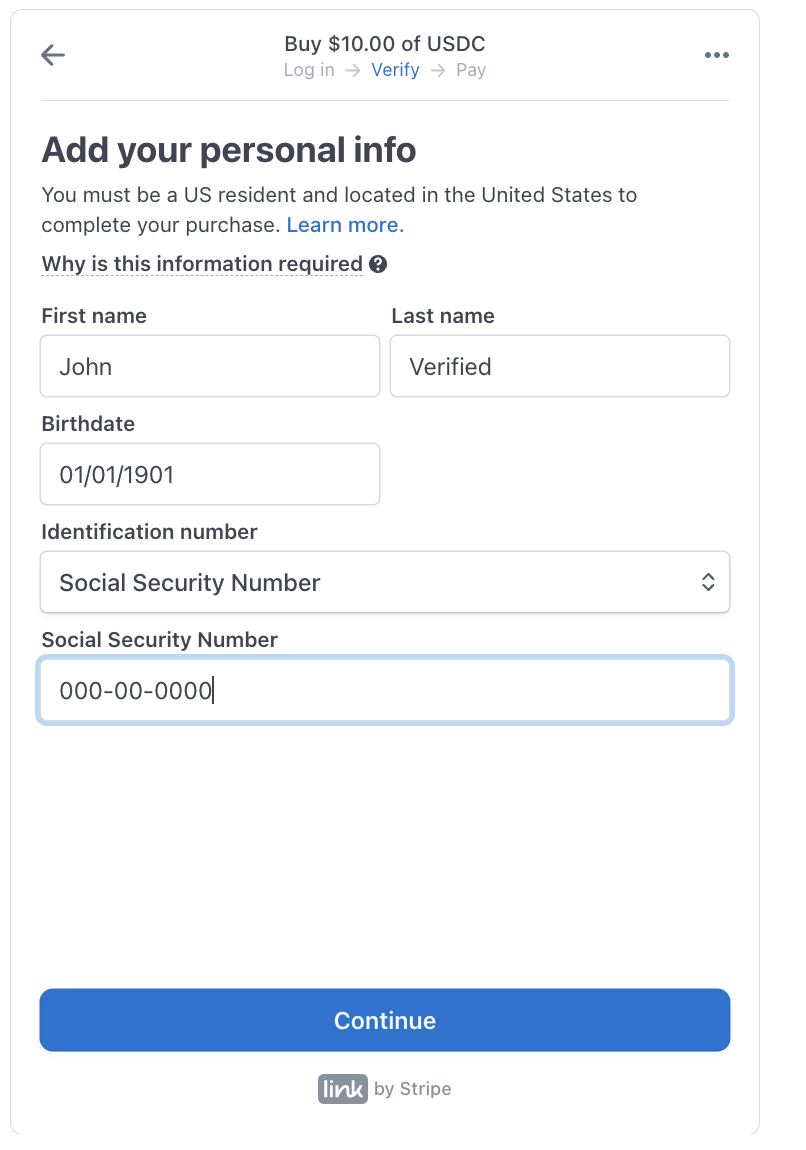 Buy $10.00 of USDC
Log in → Verify → Pay
Add your personal info
You must be a US resident and located in the United States to
complete your purchase. Learn more.
Why is this information required ?
First name Last name
John Verified
Birthdate
01/01/1901
Identification number
Social Security Number
Social Security Number
000-00-0000
Continue
link by Stripe